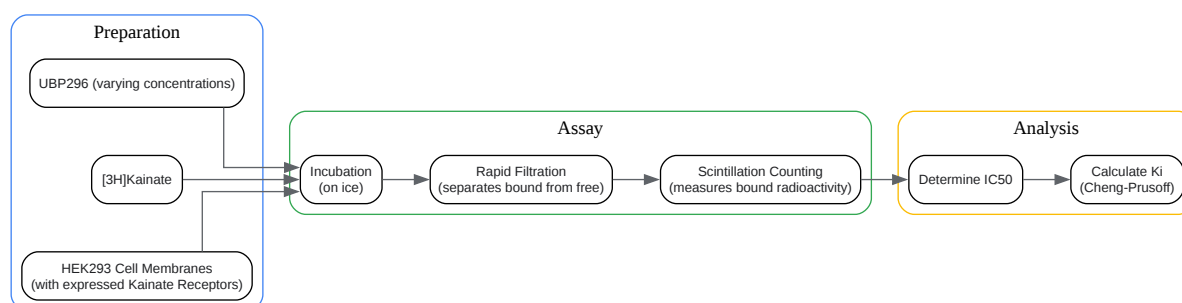 Preparation
UBP296 (varying concentrations)
[3H]Kainate
HEK293 Cell Membranes
(with expressed Kainate Receptors)
Assay
Incubation
(on ice)
Rapid Filtration
(separates bound from free)
Scintillation Counting
(measures bound radioactivity)
Analysis
Determine IC50
Calculate Ki
(Cheng-Prusoff)